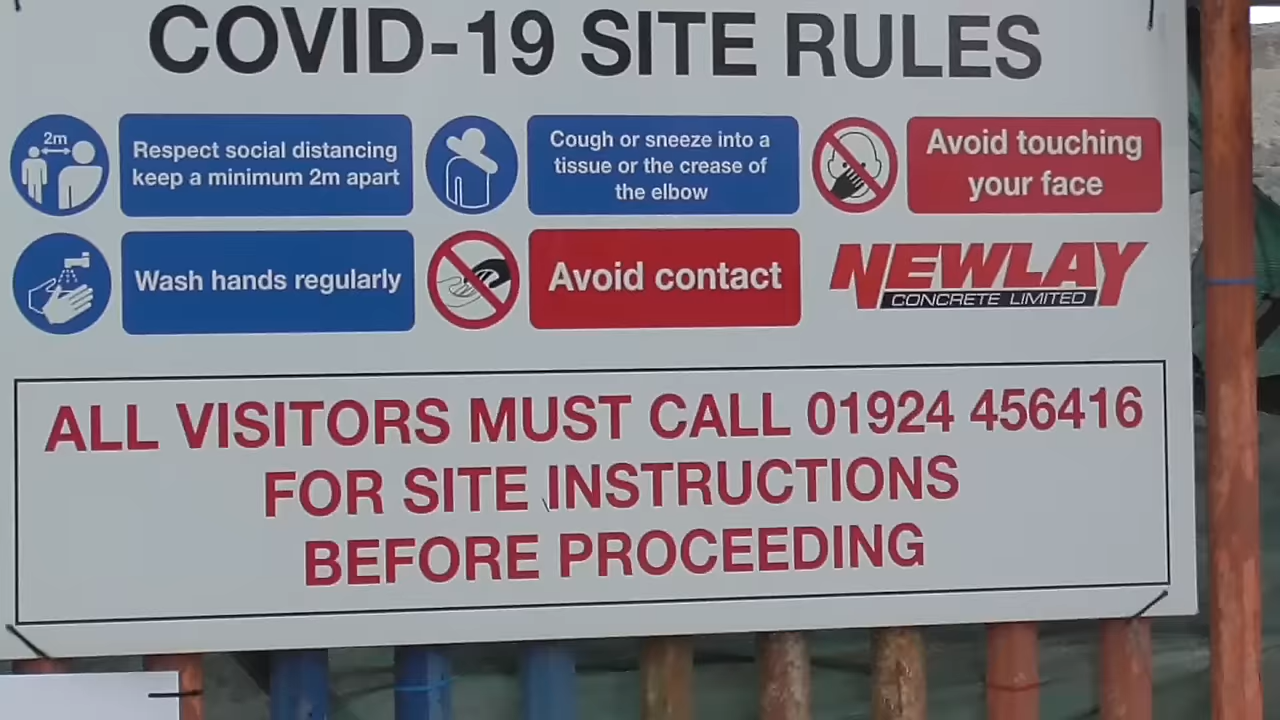 COVID-19 SITE RULES
2m
Respect social distancing
keep a minimum 2m apart
Cough or sneeze into a
tissue or the crease of
the elbow
Avoid touching
your face
Wash hands regularly
Avoid contact
NEWLAY
CONCRETE LIMITED
ALL VISITORS MUST CALL 01924 456416
FOR SITE INSTRUCTIONS
BEFORE PROCEEDING